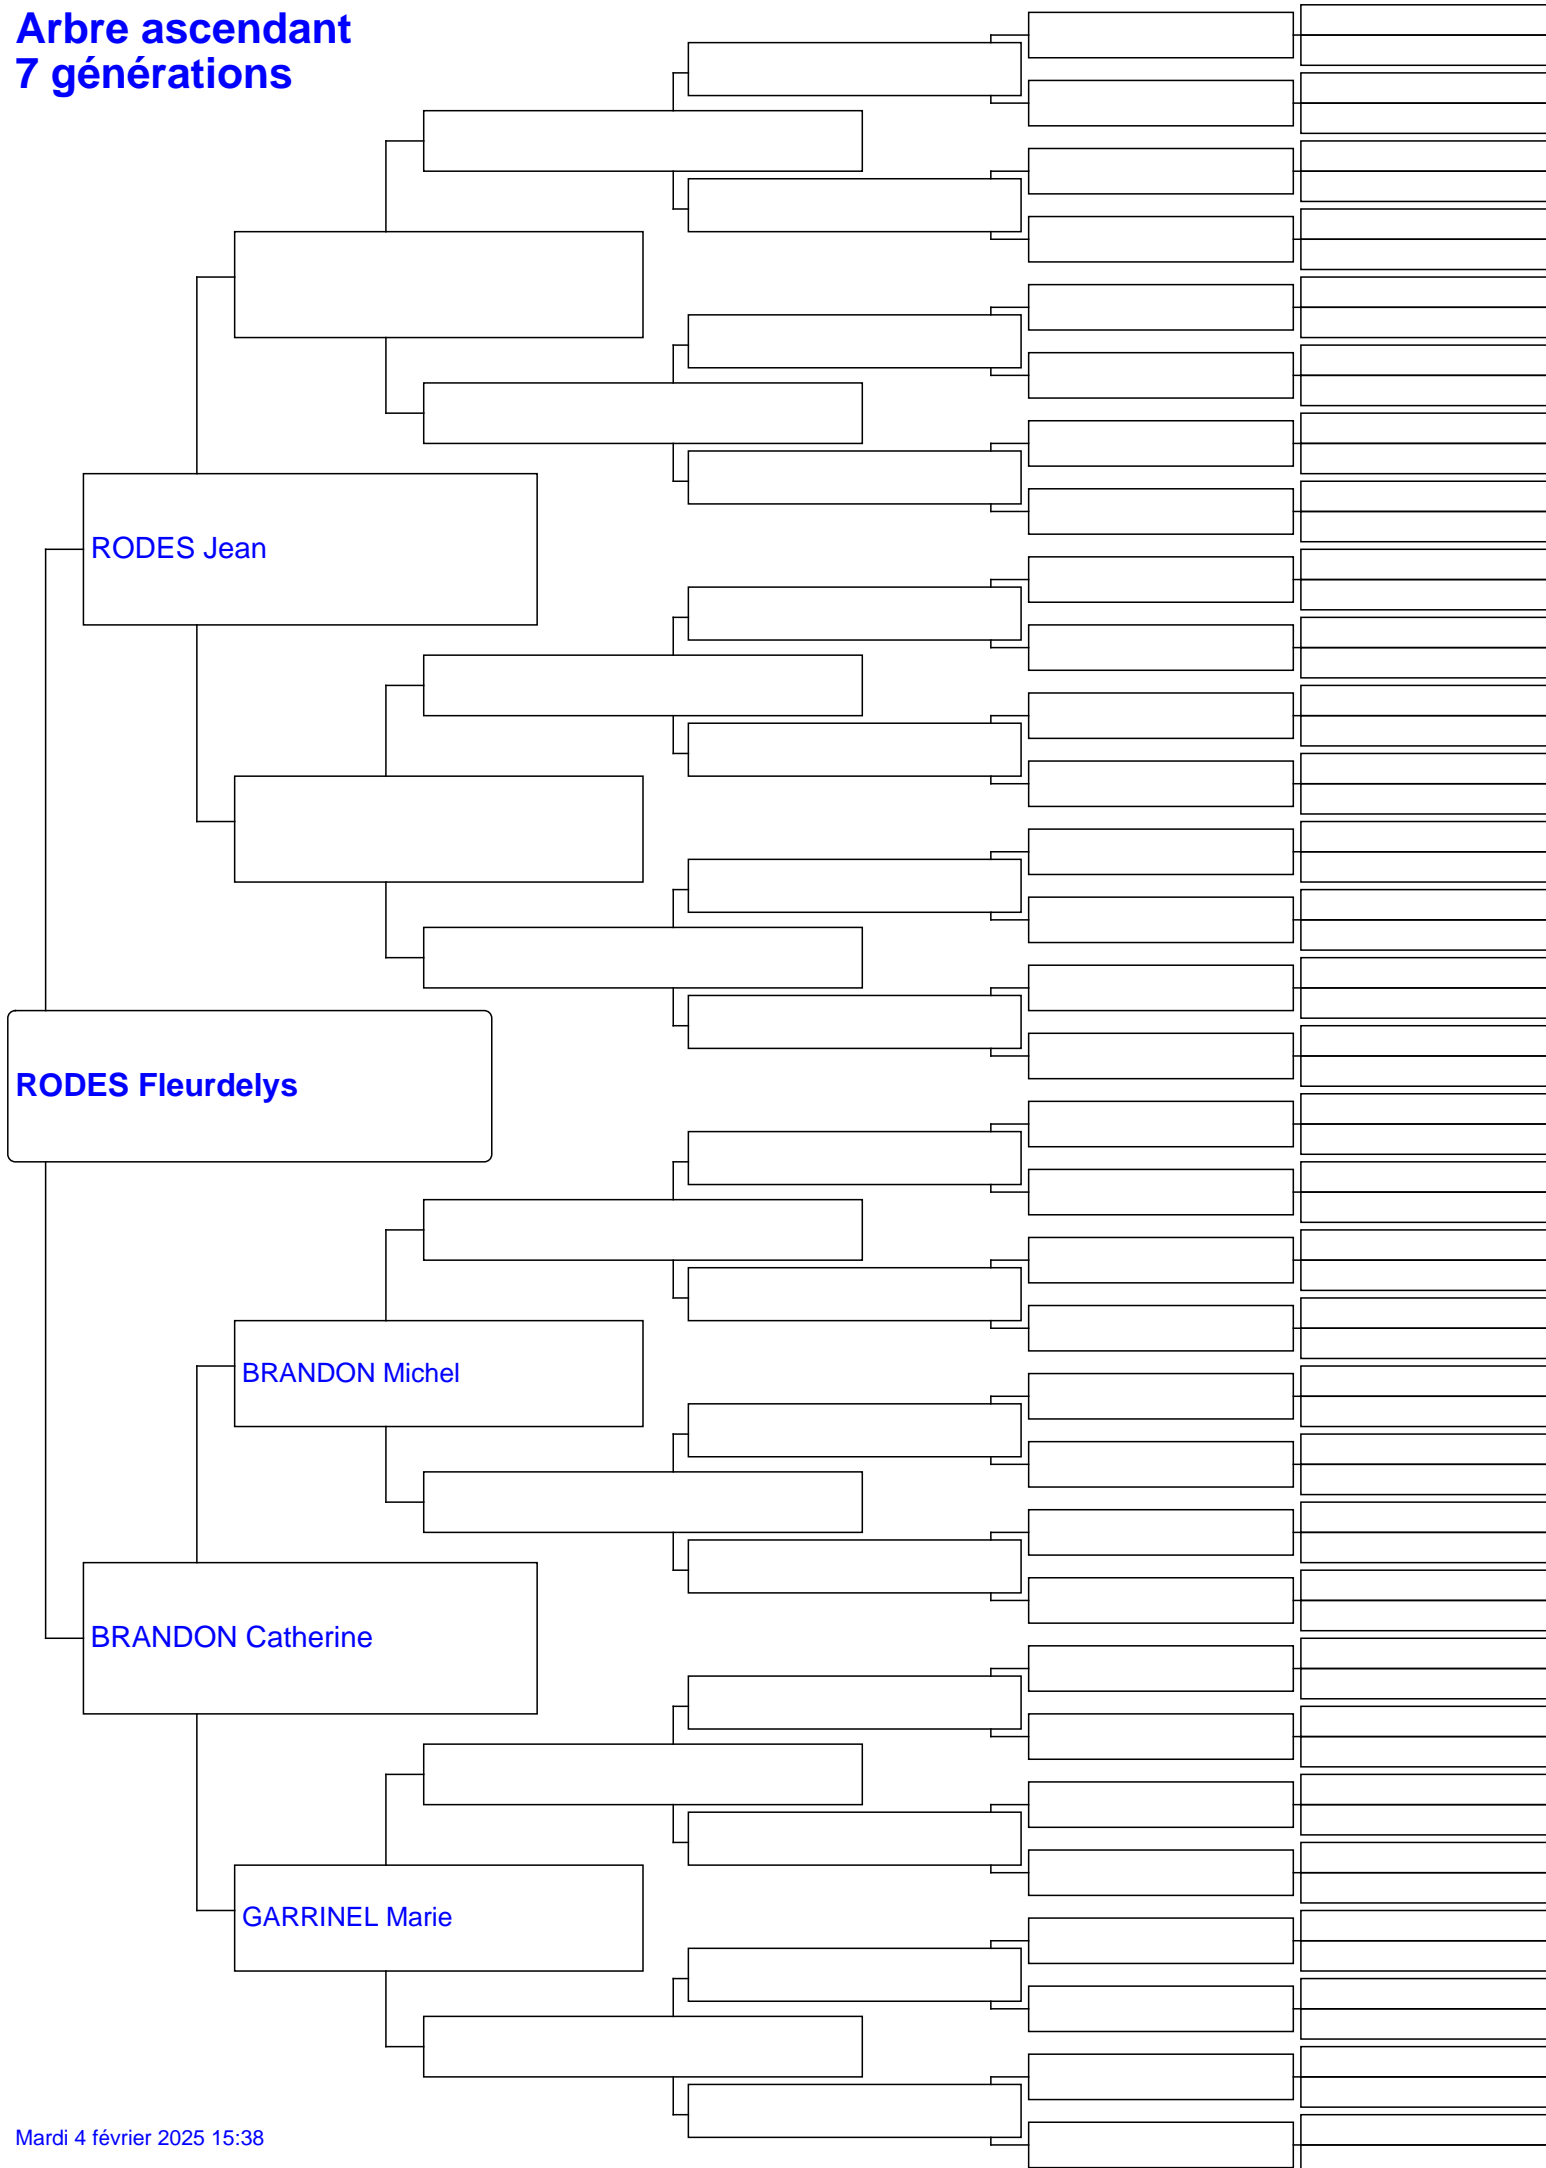 Arbre ascendant
7 générations
RODES Jean
RODES Fleurdelys
BRANDON Michel
BRANDON Catherine
GARRINEL Marie
Mardi 4 février 2025 15:38